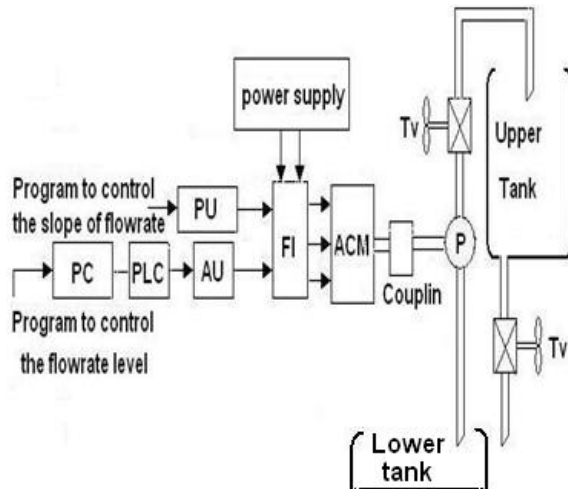 power supply
Tv
Upper
Tank
Program to control
the slope of flowrate
PU
FI
ACM
P
PC
PLC
AU
Couplin
Program to control
the flowrate level
Tv
Lower
tank